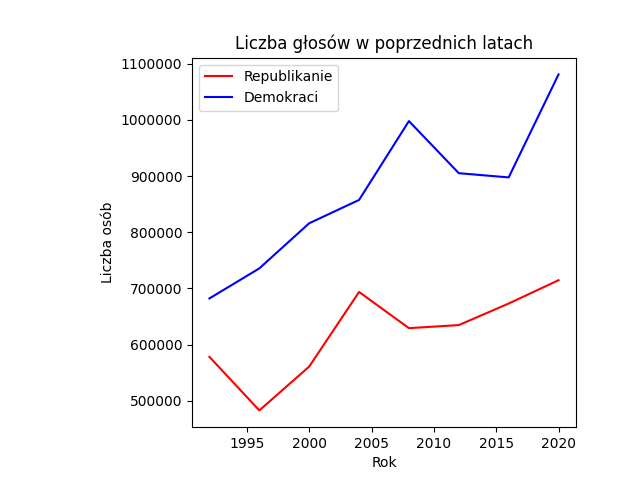 Liczba głosów w poprzednich latach
Republikanie
Demokraci
1100000
1000000
900000
800000
700000
600000
500000
Liczba osób
1995 2000 2005 2010 2015 2020
Rok